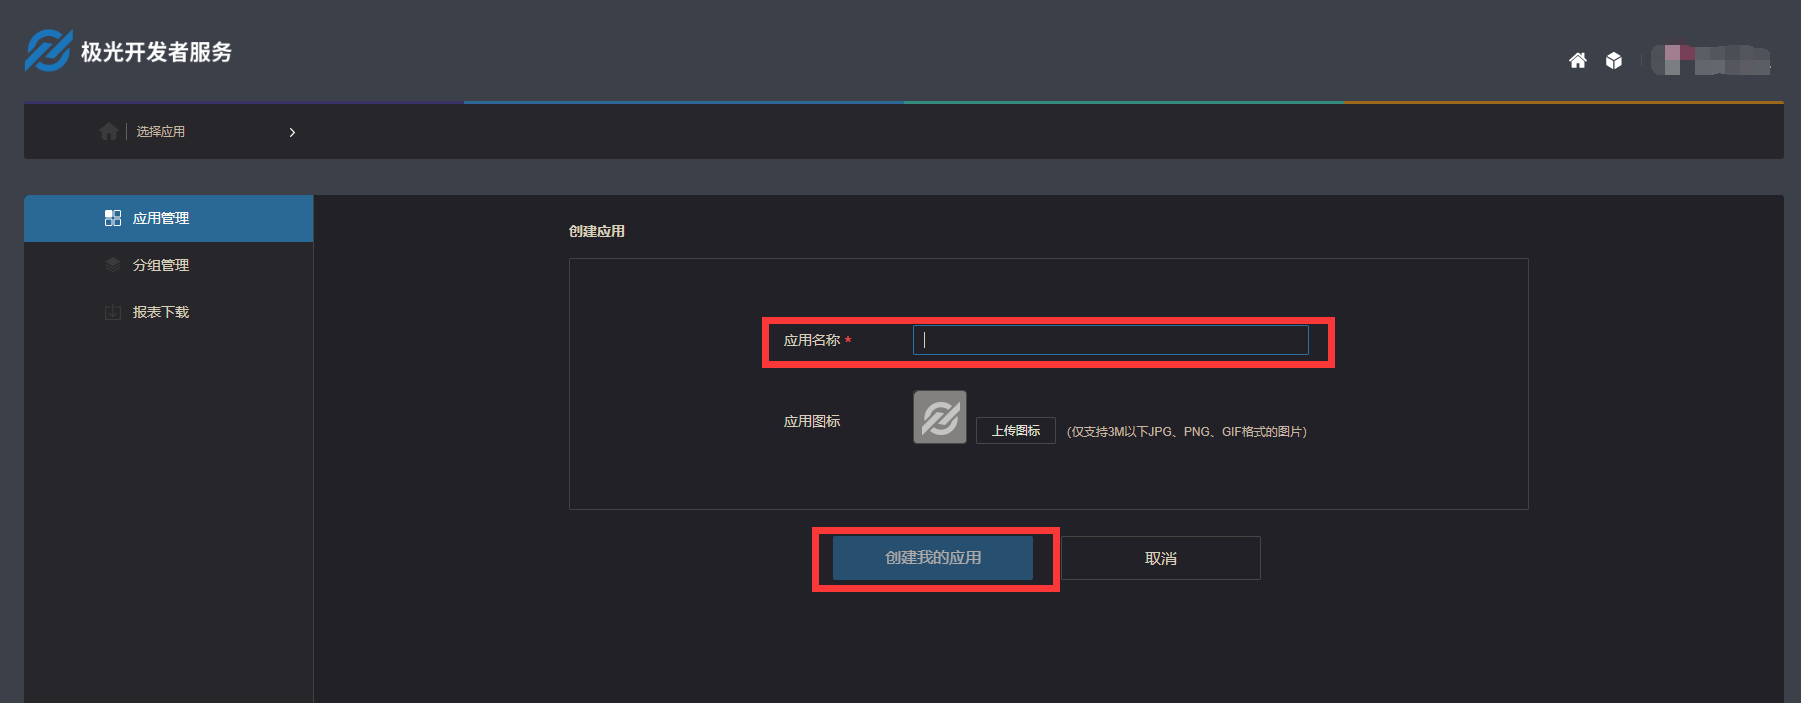 极光开发者服务
选择应用
应用管理
分组管理
报表下载
创建应用
应用名称 *
应用图标
上传图标
(仅支持3M以下JPG、PNG、GIF格式的图片)
创建我的应用
取消